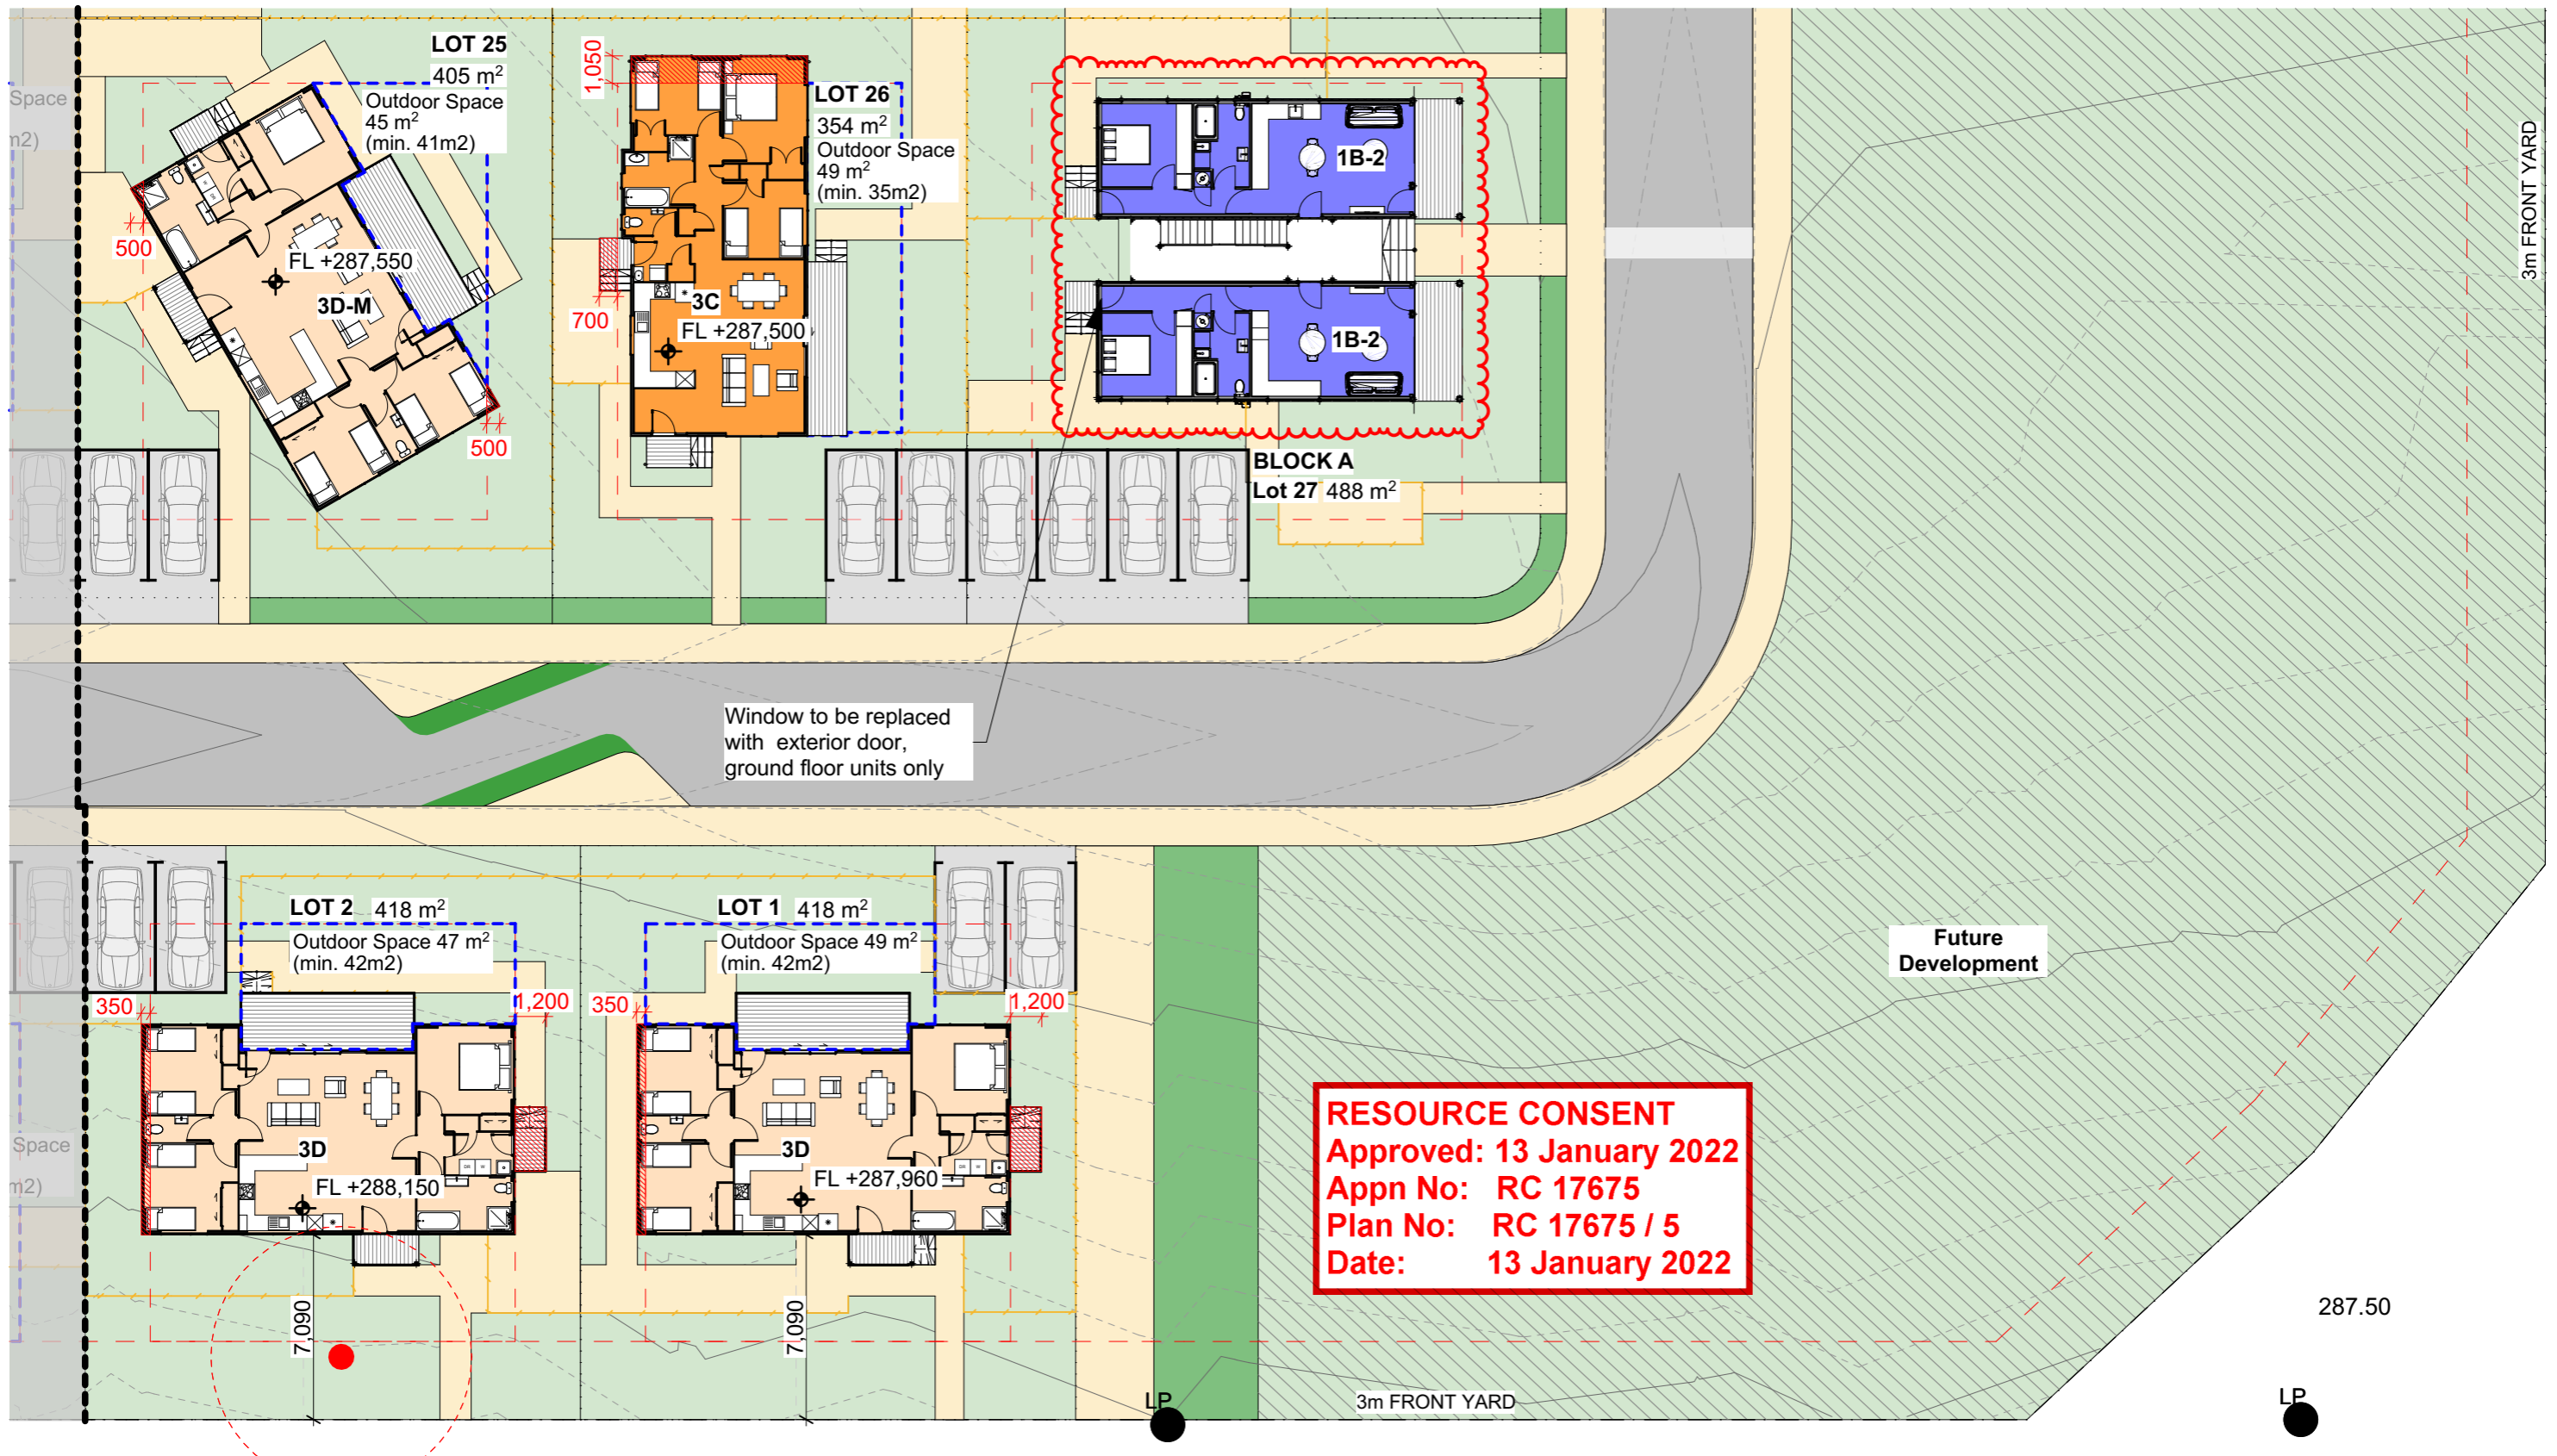 LOT 25
405 m²
Outdoor Space
45 m²
(min. 41m2)
500
FL +287,550
3D-M
500
Space
m2)
1,050
LOT 26
354 m²
Outdoor Space
49 m²
(min. 35m2)
3C
FL +287,500
700
1B-2
1B-2
BLOCK A
Lot 27 488 m²
3m FRONT YARD
Window to be replaced
with exterior door,
ground floor units only
LOT 2 418 m²
Outdoor Space 47 m²
(min. 42m2)
350
1,200
3D
FL +288,150
7,090
LOT 1 418 m²
Outdoor Space 49 m²
(min. 42m2)
350
1,200
3D
FL +287,960
7,090
Space
m2)
Future
Development
RESOURCE CONSENT
Approved: 13 January 2022
Appn No: RC 17675
Plan No: RC 17675 / 5
Date: 13 January 2022
287.50
LP
3m FRONT YARD
LP